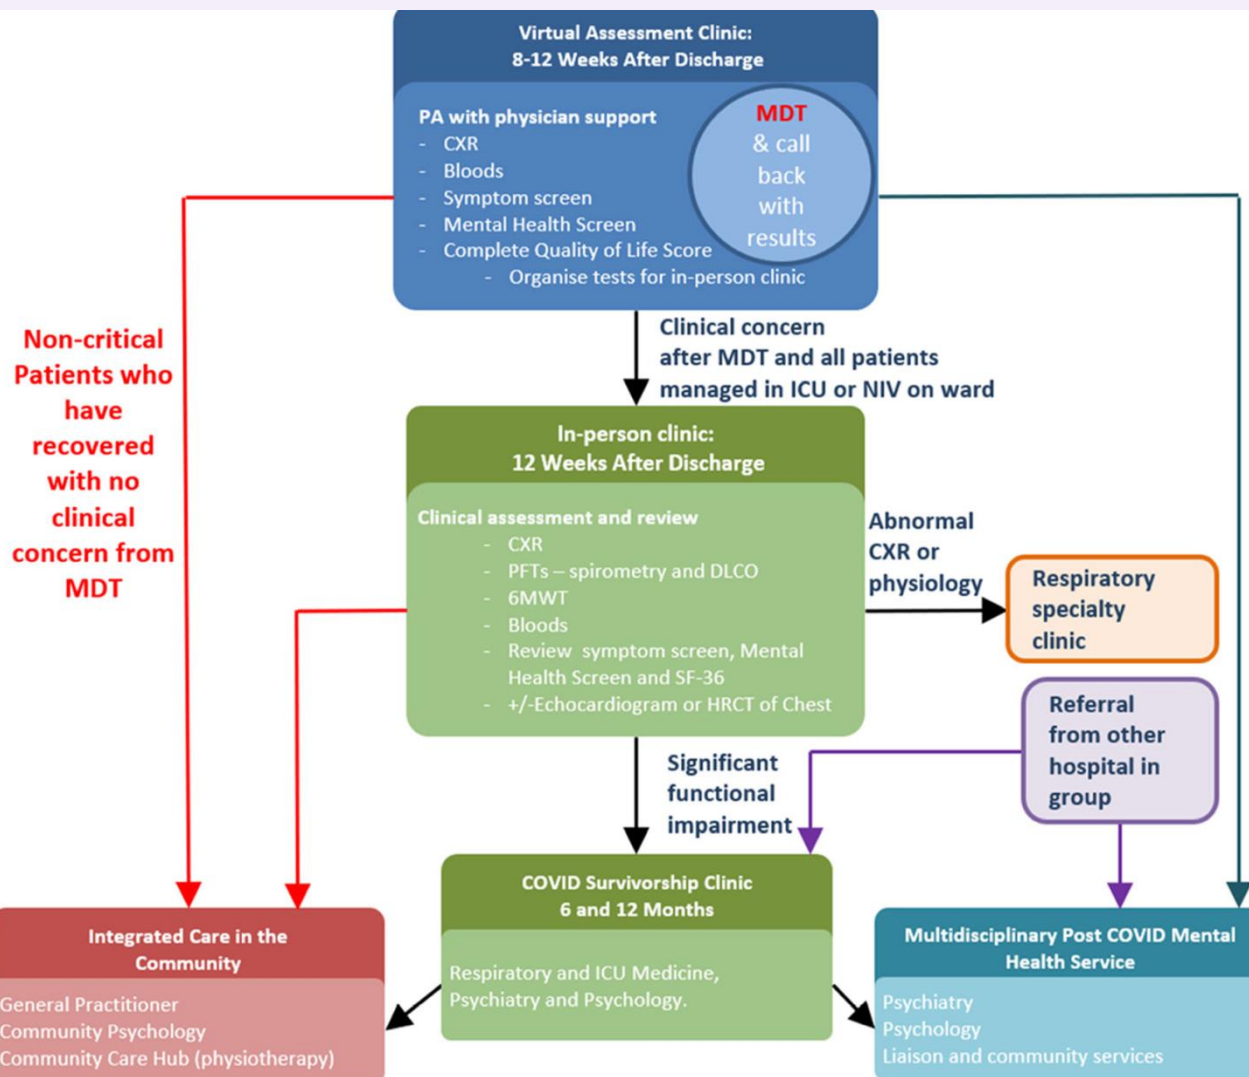 Virtual Assessment Clinic:
8-12 Weeks After Discharge
PA with physician support
- CXR
- Bloods
- Symptom screen
- Mental Health Screen
- Complete Quality of Life Score
- Organise tests for in-person clinic
MDT
& call
back
with
results
Non-critical
Patients who
have
recovered
with no
clinical
concern from
MDT
Clinical concern
after MDT and all patients
managed in ICU or NIV on ward
In-person clinic:
12 Weeks After Discharge
Clinical assessment and review
- CXR
- PFTs – spirometry and DLCO
- 6MWT
- Bloods
- Review symptom screen, Mental
Health Screen and SF-36
- +/-Echocardiogram or HRCT of Chest
Abnormal
CXR or
physiology
Respiratory
specialty
clinic
Referral
from other
hospital in
group
Significant
functional
impairment
COVID Survivorship Clinic
6 and 12 Months
Respiratory and ICU Medicine,
Psychiatry and Psychology.
Integrated Care in the
Community
General Practitioner
Community Psychology
Community Care Hub (physiotherapy)
Multidisciplinary Post COVID Mental
Health Service
Psychiatry
Psychology
Liaison and community services